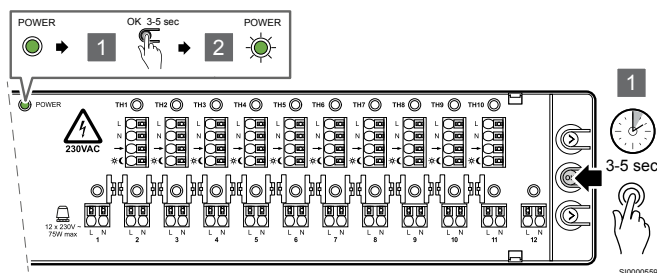 POWER OK 3-5 sec POWER
1 2
POWER
TH1 TH2 TH3 TH4 TH5 TH6 TH7 TH8 TH9 TH10
L L L L L L L L L L
N N N N N N N N N N
230VAC
1
3-5 sec
OK
12 x 230V ~
75W max
L N L N L N L N L N L N L N L N L N L N L N L N
1 2 3 4 5 6 7 8 9 10 11 12
SI0000559